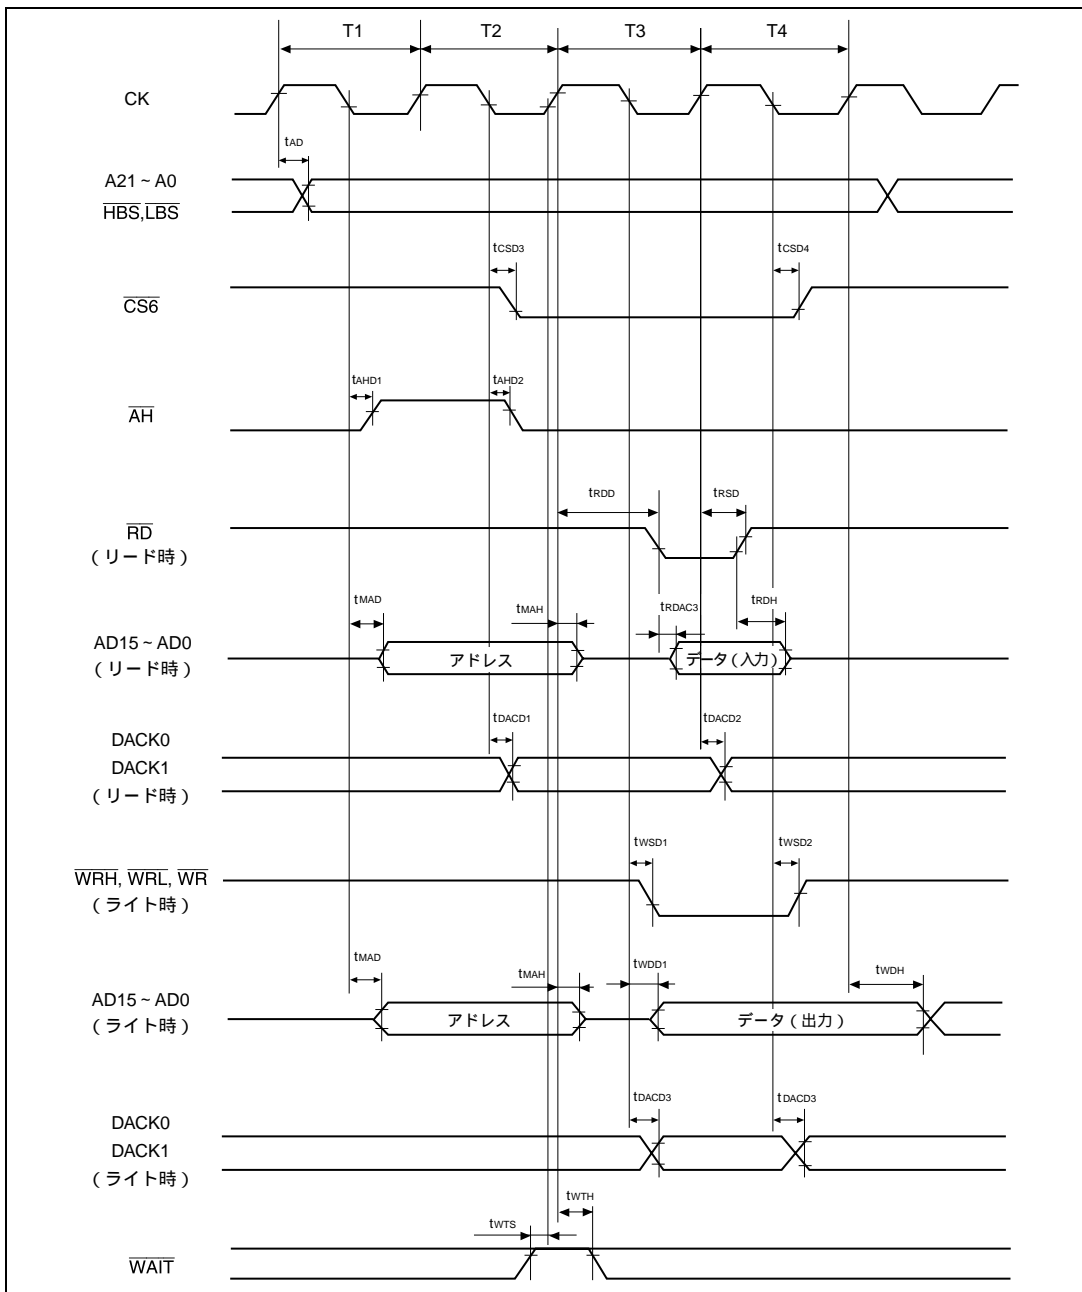 T1 T2 T3 T4
CK
tAD
A21 ~ A0
HBS,LBS
tCSD3 tCSD4
CS6
tAHD1 tAHD2
AH
tRDD tRSD
RD
(リード時)
tMAD tMAH tRDAC3 tRDH
AD15 ~ AD0
(リード時)
アドレス データ(入力)
tDACD1 tDACD2
DACK0
DACK1
(リード時)
tWSD1 tWSD2
WRH, WRL, WR
(ライト時)
tMAD tMAH tWDD1 tWDH
AD15 ~ AD0
(ライト時)
アドレス データ(出力)
tDACD3 tDACD3
DACK0
DACK1
(ライト時)
tWTS tWTH
WAIT